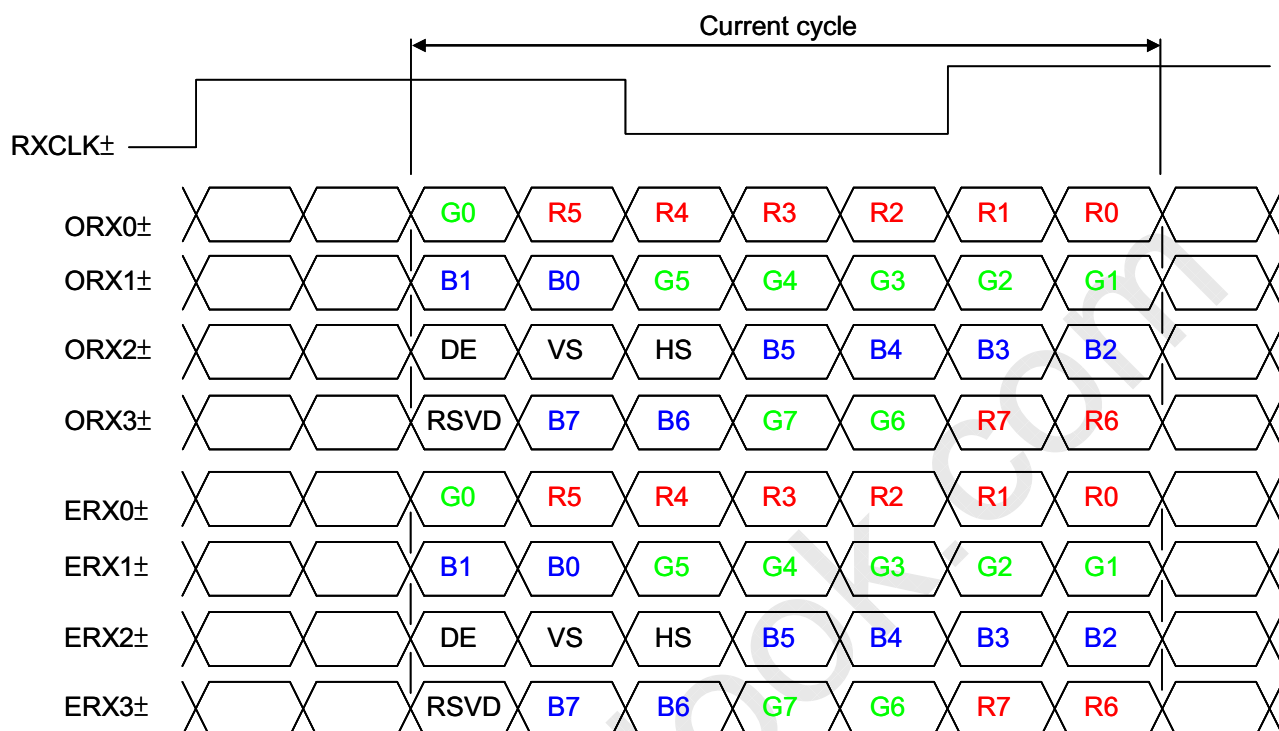 Current cycle
RXCLK±
ORX0± G0 R5 R4 R3 R2 R1 R0
ORX1± B1 B0 G5 G4 G3 G2 G1
ORX2± DE VS HS B5 B4 B3 B2
ORX3± RSVD B7 B6 G7 G6 R7 R6
ERX0± G0 R5 R4 R3 R2 R1 R0
ERX1± B1 B0 G5 G4 G3 G2 G1
ERX2± DE VS HS B5 B4 B3 B2
ERX3± RSVD B7 B6 G7 G6 R7 R6
ook.com